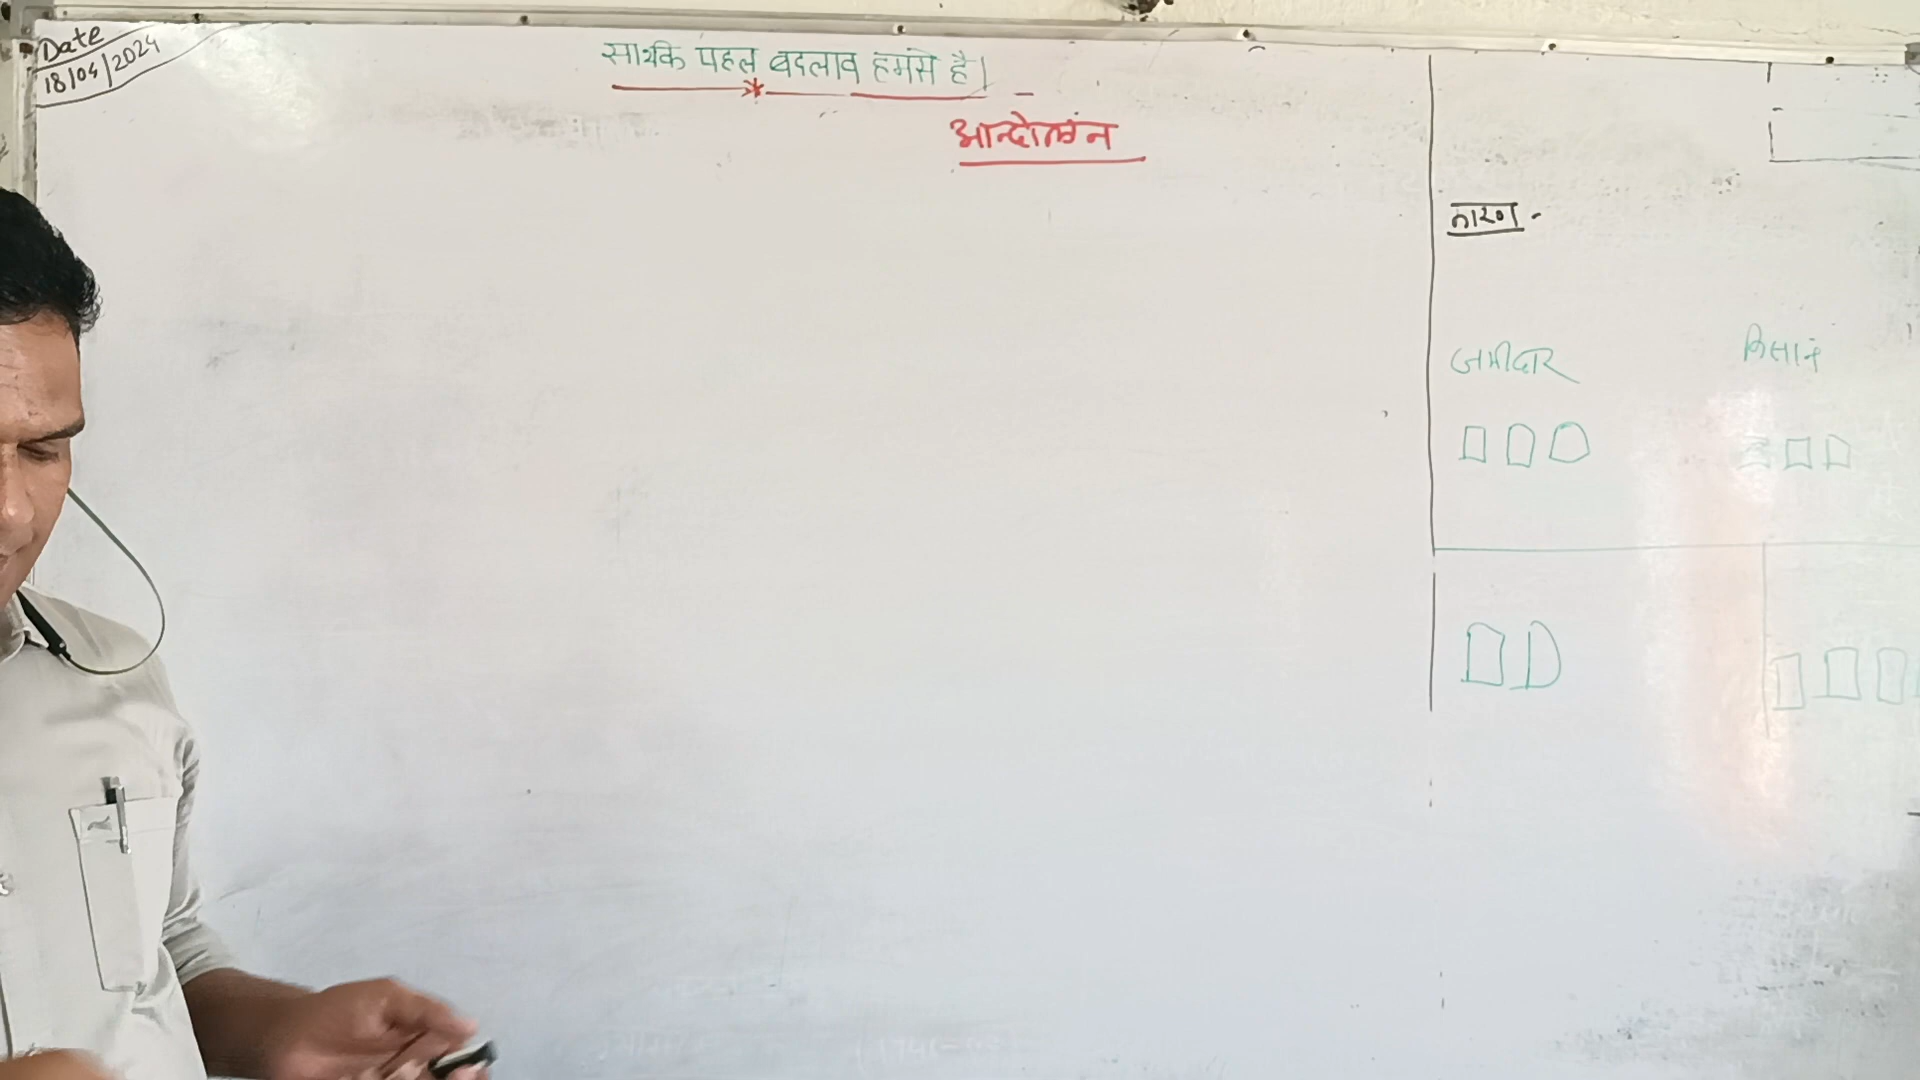 Date
18/04/2024
सार्थक पहल बदलाव हमसे है।
आन्दोलन
कारण -
जमीदार
किसान